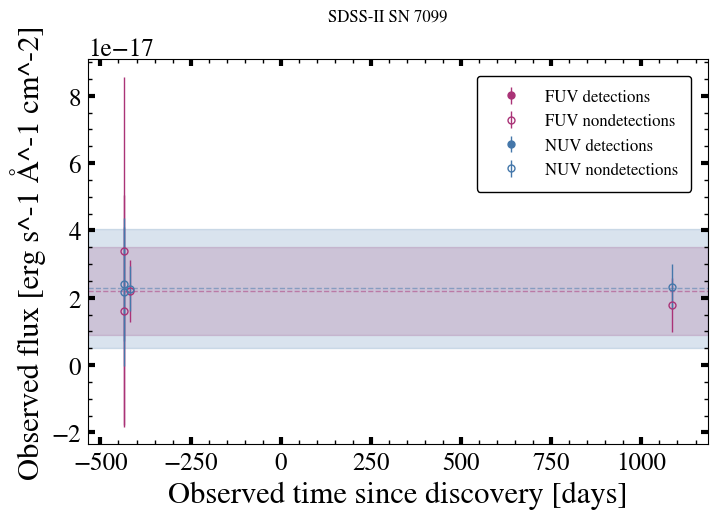 SDSS-II SN 7099
1e−17
FUV detections
FUV nondetections
NUV detections
NUV nondetections
8
6
4
2
0
−2
Observed flux [erg s^-1 Å^-1 cm^-2]
−500 −250 0 250 500 750 1000
Observed time since discovery [days]